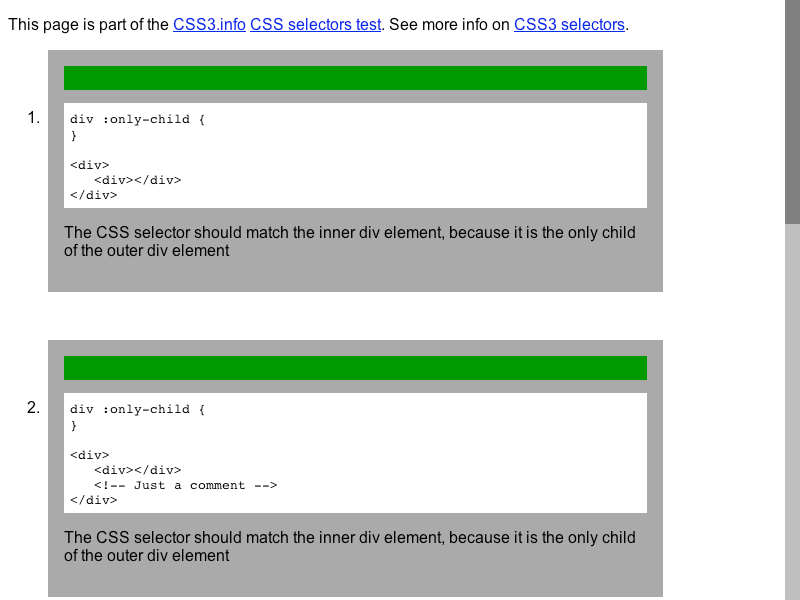 This page is part of the CSS3.info CSS selectors test. See more info on CSS3 selectors.
1.
div :only-child {
}
<div>
   <div></div>
</div>
The CSS selector should match the inner div element, because it is the only child
of the outer div element
2.
div :only-child {
}
<div>
   <div></div>
   <!-- Just a comment -->
</div>
The CSS selector should match the inner div element, because it is the only child
of the outer div element